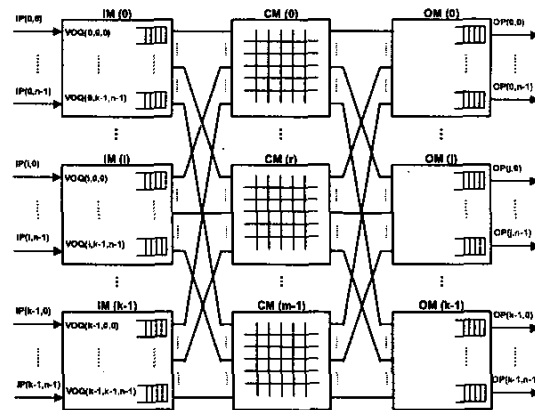 IM (0) CM (0) OM (0)
IP(0,0) VOQ(0,0,0) OP(0,0)
IP(0,n-1) VOQ(0,k-1,n-1) OP(0,n-1)
IM (i) CM (r) OM (j)
IP(i,0) VOQ(i,0,0) OP(j,0)
IP(i,n-1) VOQ(i,k-1,n-1) OP(j,n-1)
IM (k-1) CM (m-1) OM (k-1)
IP(k-1,0) VOQ(k-1,0,0) OP(k-1,0)
IP(k-1,n-1) VOQ(k-1,k-1,n-1) OP(k-1,n-1)